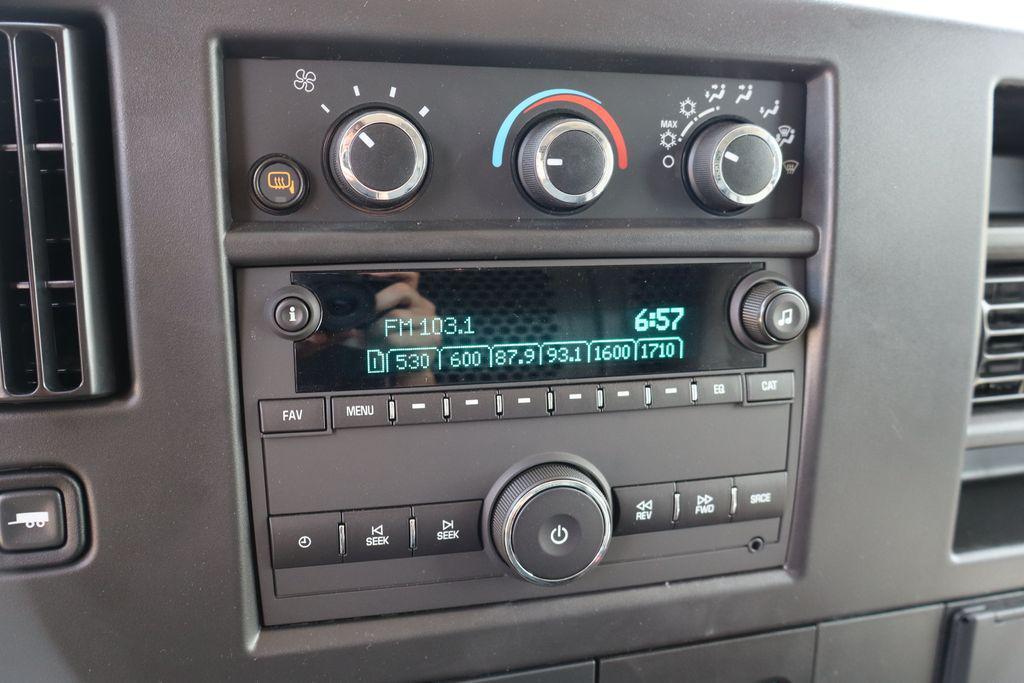 MAX
FM 103.1 6:57
1 530 600 87.9 93.1 1600 1710
FAV MENU EQ CAT
SEEK SEEK REV FWD SRCE